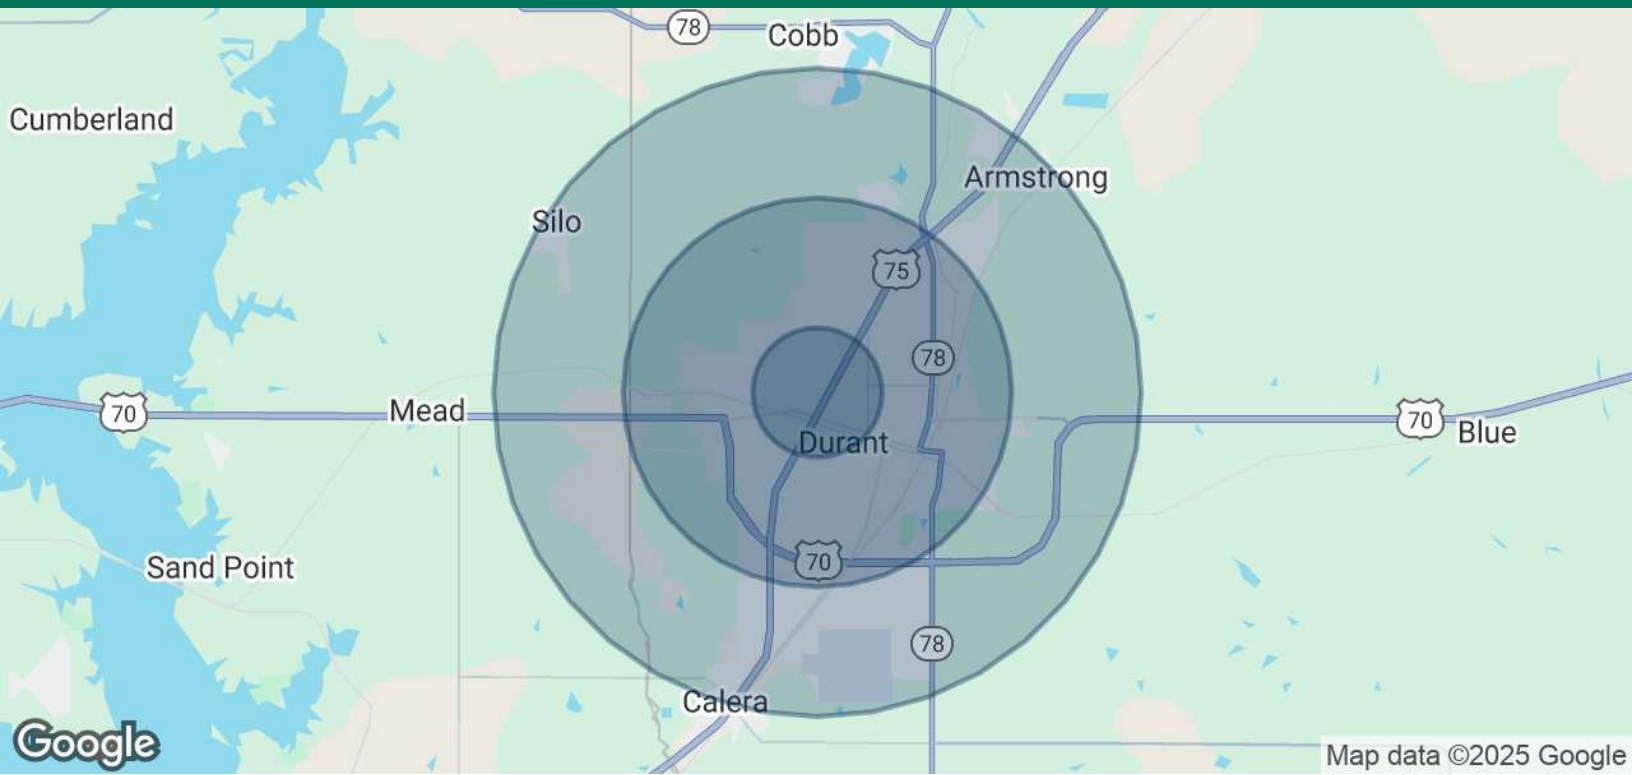 78
Cobb
Cumberland
Armstrong
Silo
75
78
70
Mead
70
Blue
Durant
70
Sand Point
78
Calera
Google
Map data ©2025 Google